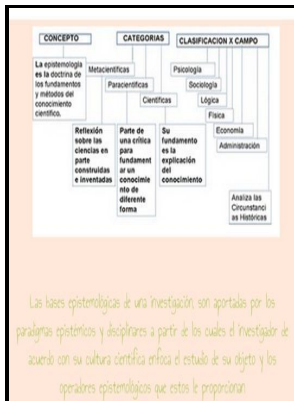 CONCEPTO
CATEGORIAS
CLASIFICACION X CAMPO
La epistemología
es la doctrina de
los fundamentos
y métodos del
conocimiento
científico.
Metacientíficas
Paracientíficas
Científicas
Reflexión
sobre las
ciencias en
parte
construidas
e inventadas
Parte de
una crítica
para
fundament
ar un
conocimie
nto de
diferente
forma
Su
fundamento
es la
explicación
del
conocimiento
Psicología
Sociología
Lógica
Física
Economía
Administración
Analiza las
Circunstanci
as Históricas
Las bases epistemológicas de una investigación son aportadas por los
paradigmas epistémicos y disciplinares a partir de los cuales el investigador de
acuerdo con su cultura científica enfoca el estudio de su objeto y los
operadores epistemológicos que estos le proporcionan